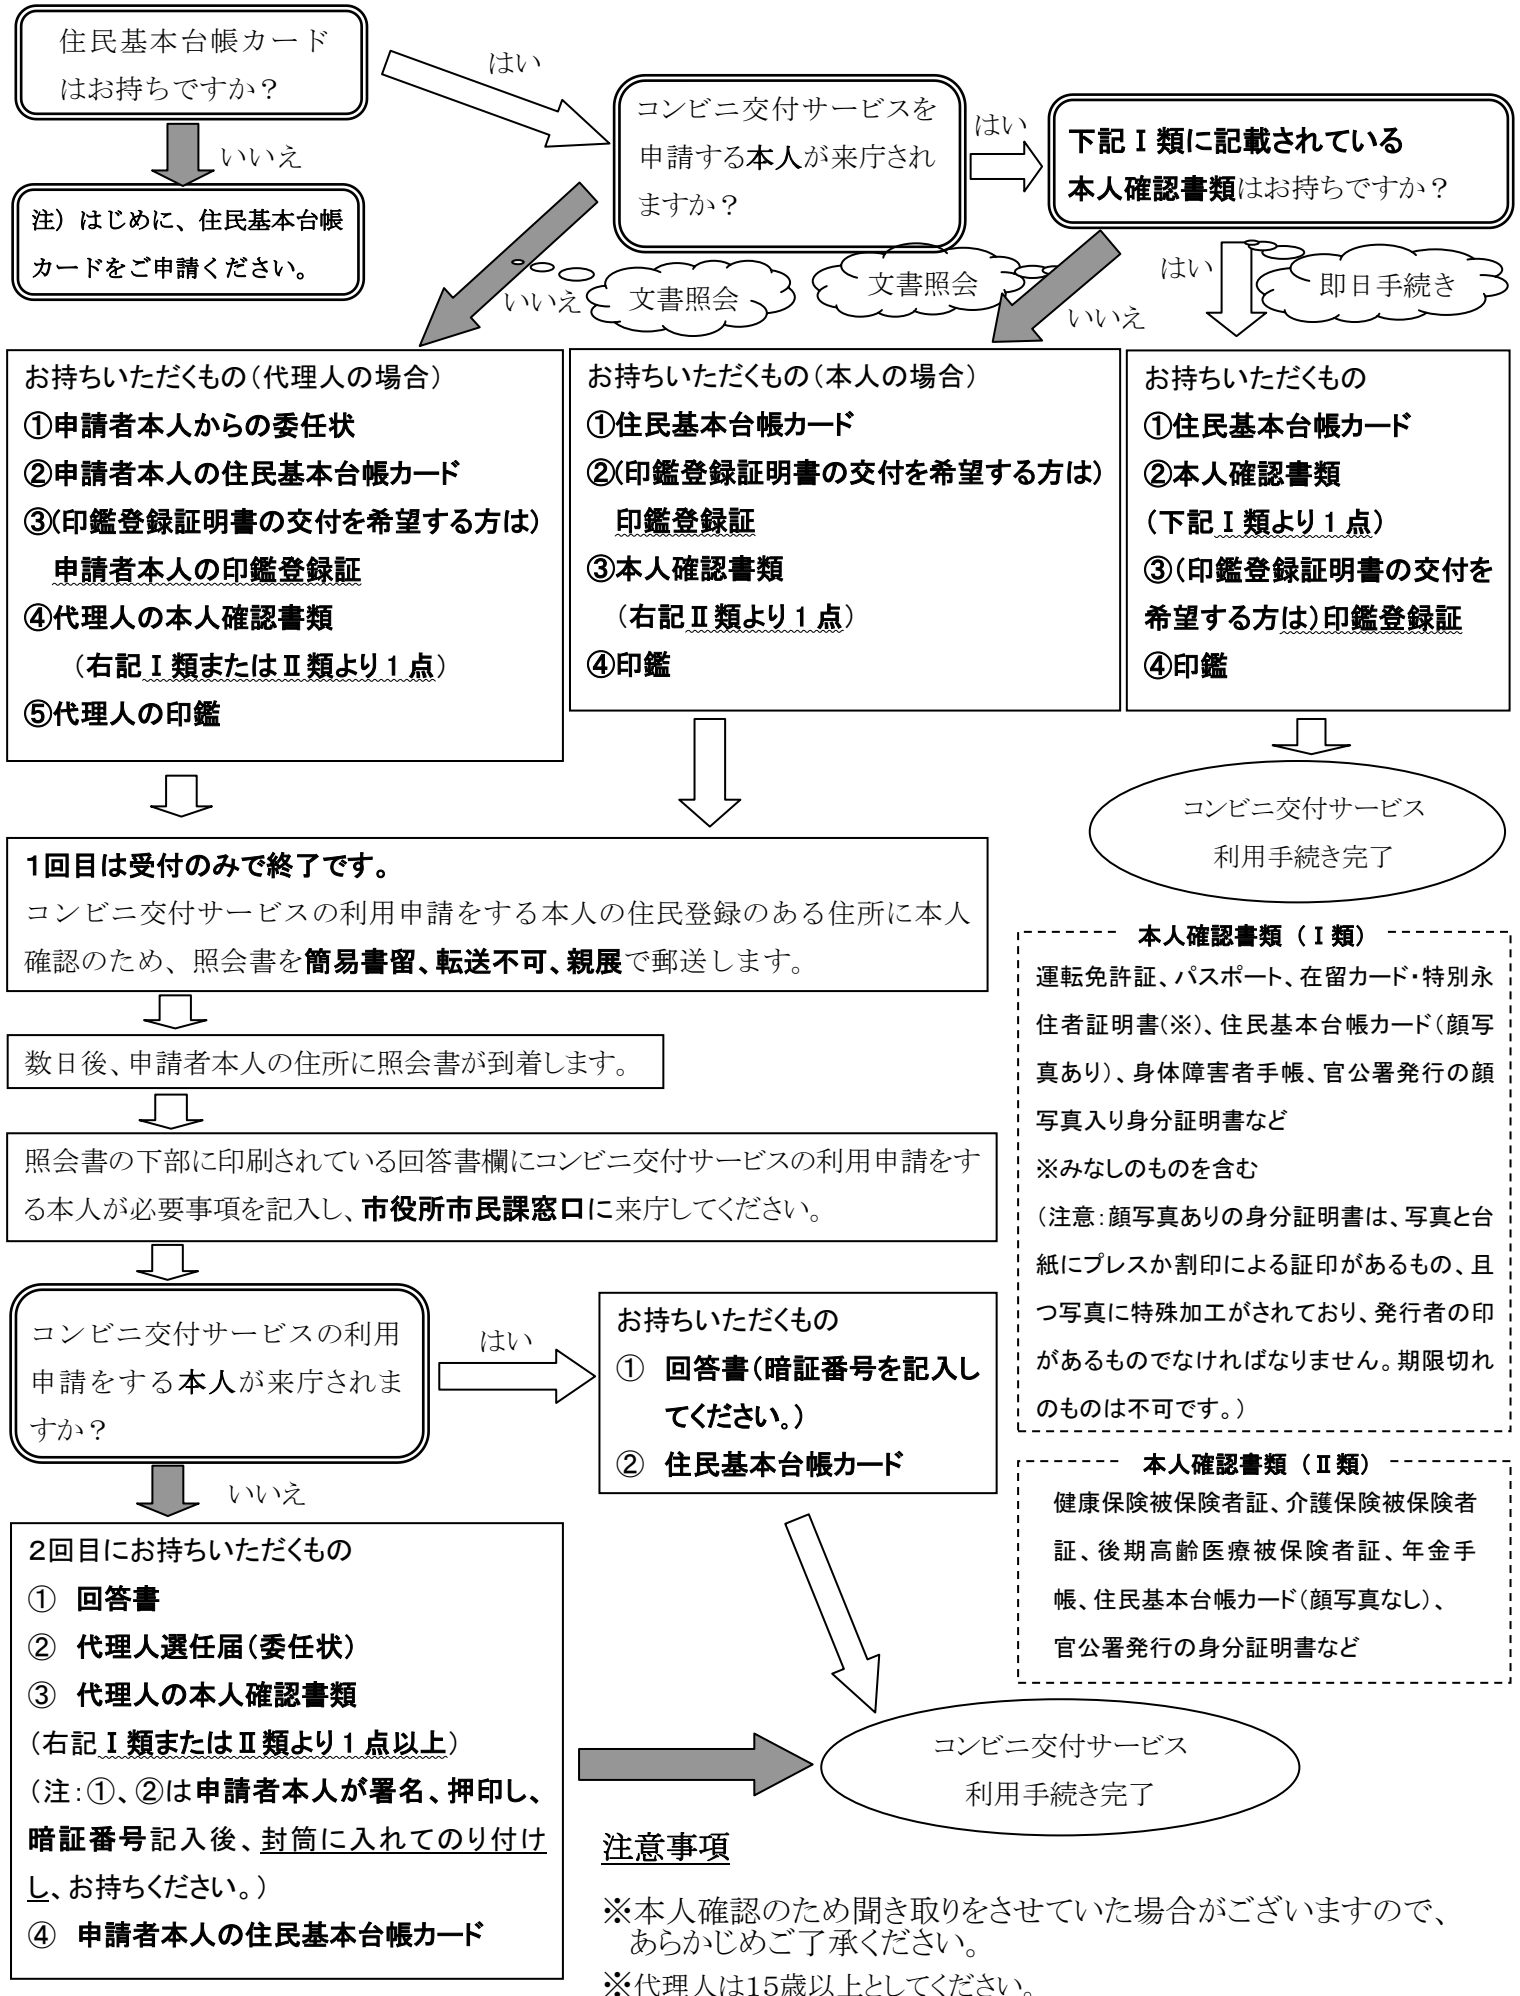 住民基本台帳カード
はお持ちですか？
はい
いいえ
注）はじめに、住民基本台帳
カードをご申請ください。
コンビニ交付サービスを
申請する本人が来庁され
ますか？
はい
下記Ⅰ類に記載されている
本人確認書類はお持ちですか？
いいえ
文書照会
文書照会
いいえ
はい
即日手続き
お持ちいただくもの（代理人の場合）
①申請者本人からの委任状
②申請者本人の住民基本台帳カード
③(印鑑登録証明書の交付を希望する方は)
申請者本人の印鑑登録証
④代理人の本人確認書類
（右記Ⅰ類またはⅡ類より1点）
⑤代理人の印鑑
お持ちいただくもの（本人の場合）
①住民基本台帳カード
②(印鑑登録証明書の交付を希望する方は)
印鑑登録証
③本人確認書類
（右記Ⅱ類より1点）
④印鑑
お持ちいただくもの
①住民基本台帳カード
②本人確認書類
（下記Ⅰ類より1点）
③（印鑑登録証明書の交付を
希望する方は）印鑑登録証
④印鑑
コンビニ交付サービス
利用手続き完了
1回目は受付のみで終了です。
コンビニ交付サービスの利用申請をする本人の住民登録のある住所に本人
確認のため、照会書を簡易書留、転送不可、親展で郵送します。
数日後、申請者本人の住所に照会書が到着します。
照会書の下部に印刷されている回答書欄にコンビニ交付サービスの利用申請をす
る本人が必要事項を記入し、市役所市民課窓口に来庁してください。
コンビニ交付サービスの利用
申請をする本人が来庁されま
すか？
はい
お持ちいただくもの
①　回答書（暗証番号を記入し
てください。）
②　住民基本台帳カード
いいえ
2回目にお持ちいただくもの
①　回答書
②　代理人選任届（委任状）
③　代理人の本人確認書類
（右記Ⅰ類またはⅡ類より1点以上）
（注：①、②は申請者本人が署名、押印し、
暗証番号記入後、封筒に入れてのり付け
し、お持ちください。）
④　申請者本人の住民基本台帳カード
本人確認書類（Ⅰ類）
運転免許証、パスポート、在留カード・特別永
住者証明書(※)、住民基本台帳カード（顔写
真あり）、身体障害者手帳、官公署発行の顔
写真入り身分証明書など
※みなしのものを含む
（注意：顔写真ありの身分証明書は、写真と台
紙にプレスか割印による証印があるもの、且
つ写真に特殊加工がされており、発行者の印
があるものでなければなりません。期限切れ
のものは不可です。）
本人確認書類（Ⅱ類）
健康保険被保険者証、介護保険被保険者
証、後期高齢医療被保険者証、年金手
帳、住民基本台帳カード（顔写真なし）、
官公署発行の身分証明書など
コンビニ交付サービス
利用手続き完了
注意事項
※本人確認のため聞き取りをさせていた場合がございますので、
あらかじめご了承ください。
※代理人は15歳以上としてください。